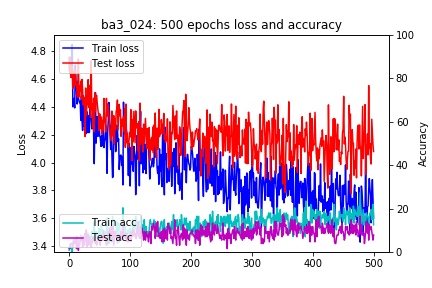 ba3_024: 500 epochs loss and accuracy
Train loss
Test loss
Train acc
Test acc
Loss
4.8
4.6
4.4
4.2
4.0
3.8
3.6
3.4
Accuracy
100
80
60
40
20
0
0 100 200 300 400 500